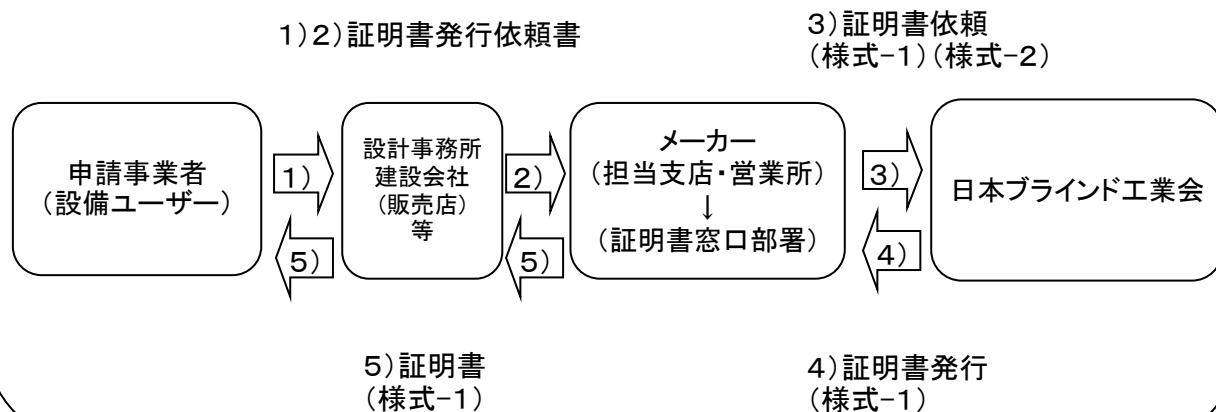 1)2)証明書発行依頼書
3)証明書依頼
(様式-1)(様式-2)
申請事業者
(設備ユーザー)
1)
5)
設計事務所
建設会社
(販売店)
等
2)
5)
メーカー
(担当支店・営業所)
↓
(証明書窓口部署)
3)
4)
日本ブラインド工業会
5)証明書
(様式-1)
4)証明書発行
(様式-1)